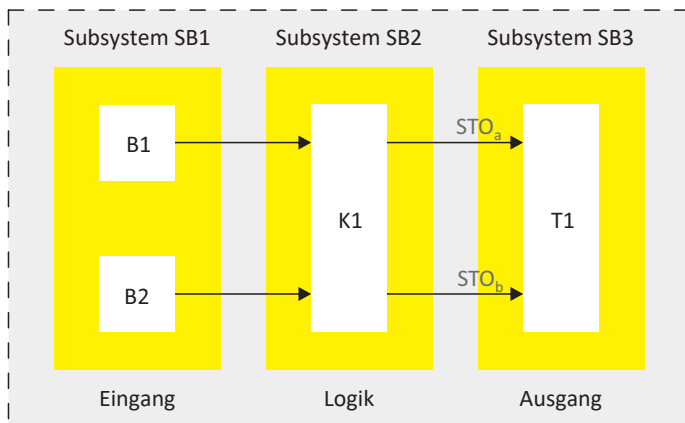 Subsystem SB1 Subsystem SB2 Subsystem SB3
B1 STOa
K1 T1
B2 STOb
Eingang Logik Ausgang